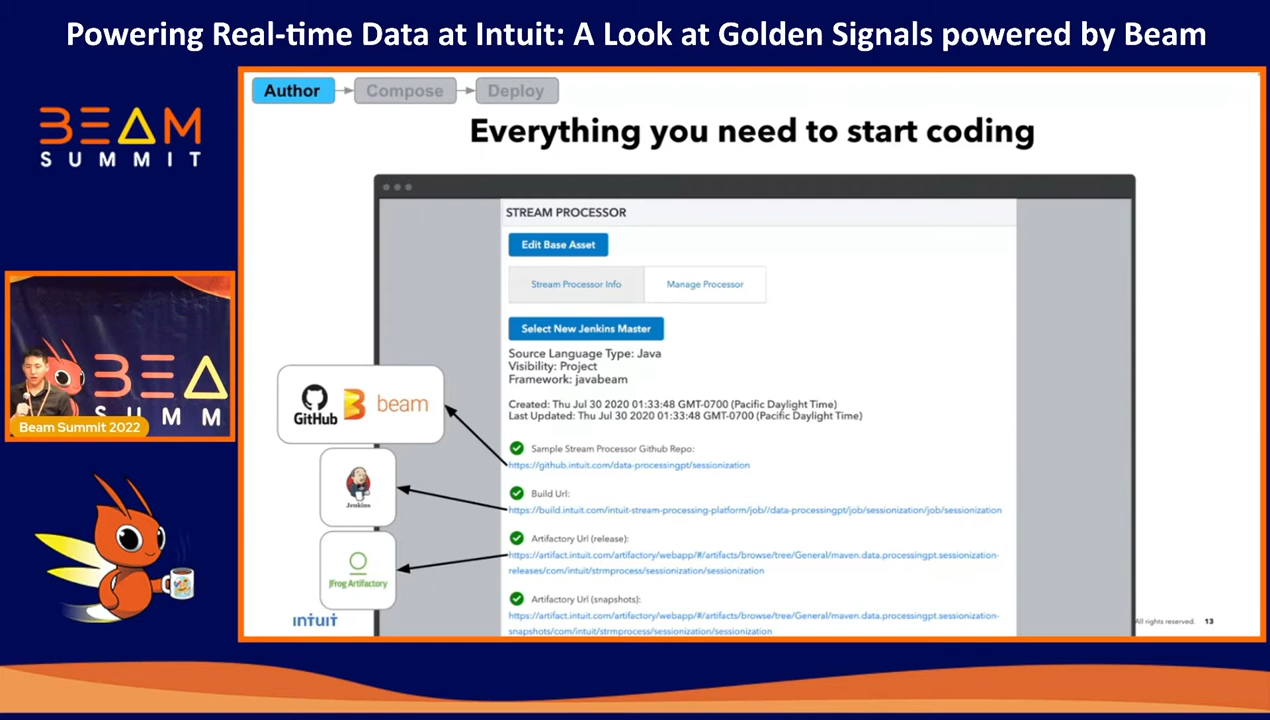 Powering Real-time Data at Intuit: A Look at Golden Signals powered by Beam
BEAM
SUMMIT
Author
Compose
Deploy
Everything you need to start coding
STREAM PROCESSOR
Edit Base Asset
Stream Processor Info
Manage Processor
Select New Jenkins Master
Source Language Type: Java
Visibility: Project
Framework: javabeam
Created: Thu Jul 30 2020 01:33:48 GMT-0700 (Pacific Daylight Time)
Last Updated: Thu Jul 30 2020 01:33:48 GMT-0700 (Pacific Daylight Time)
GitHub
beam
Sample Stream Processor Github Repo:
https://github.intuit.com/data-processingpt/sessionization
Jenkins
Build Url:
https://build.intuit.com/intuit-stream-processing-platform/job//data-processingpt/job/sessionization/job/sessionization
JFrog Artifactory
Artifactory Url (release):
https://artifact.intuit.com/artifactory/webapp/#/artifacts/browse/tree/General/maven.data.processingpt.sessionization-
releases/com/intuit/strmprocess/sessionization/sessionization
Artifactory Url (snapshots):
https://artifact.intuit.com/artifactory/webapp/#/artifacts/browse/tree/General/maven.data.processingpt.sessionization-
snapshots/com/intuit/strmprocess/sessionization/sessionization
INTUIT
All rights reserved.
13
BEA
SUMM
Beam Summit 2022